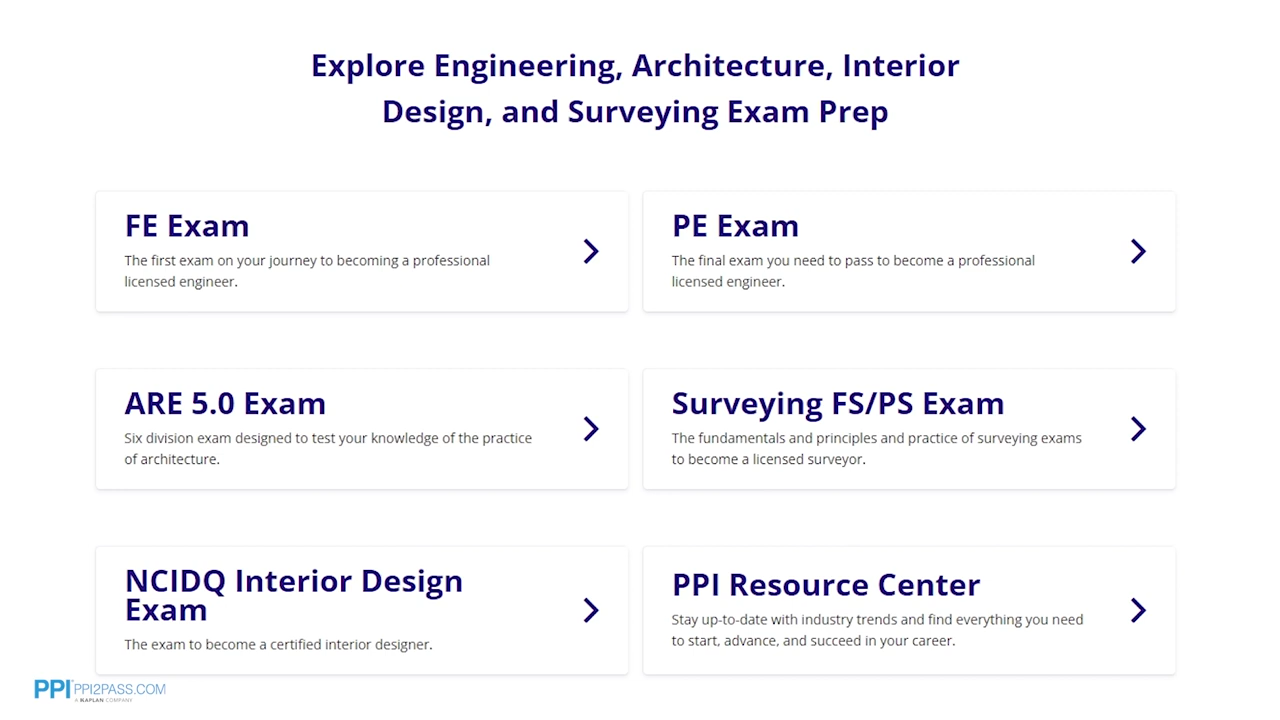 Explore Engineering, Architecture, Interior
Design, and Surveying Exam Prep
FE Exam
The first exam on your journey to becoming a professional
licensed engineer.
PE Exam
The final exam you need to pass to become a professional
licensed engineer.
ARE 5.0 Exam
Six division exam designed to test your knowledge of the practice
of architecture.
Surveying FS/PS Exam
The fundamentals and principles and practice of surveying exams
to become a licensed surveyor.
NCIDQ Interior Design
Exam
The exam to become a certified interior designer.
PPI Resource Center
Stay up-to-date with industry trends and find everything you need
to start, advance, and succeed in your career.
PPI PPI2PASS.COM
A KAPLAN COMPANY